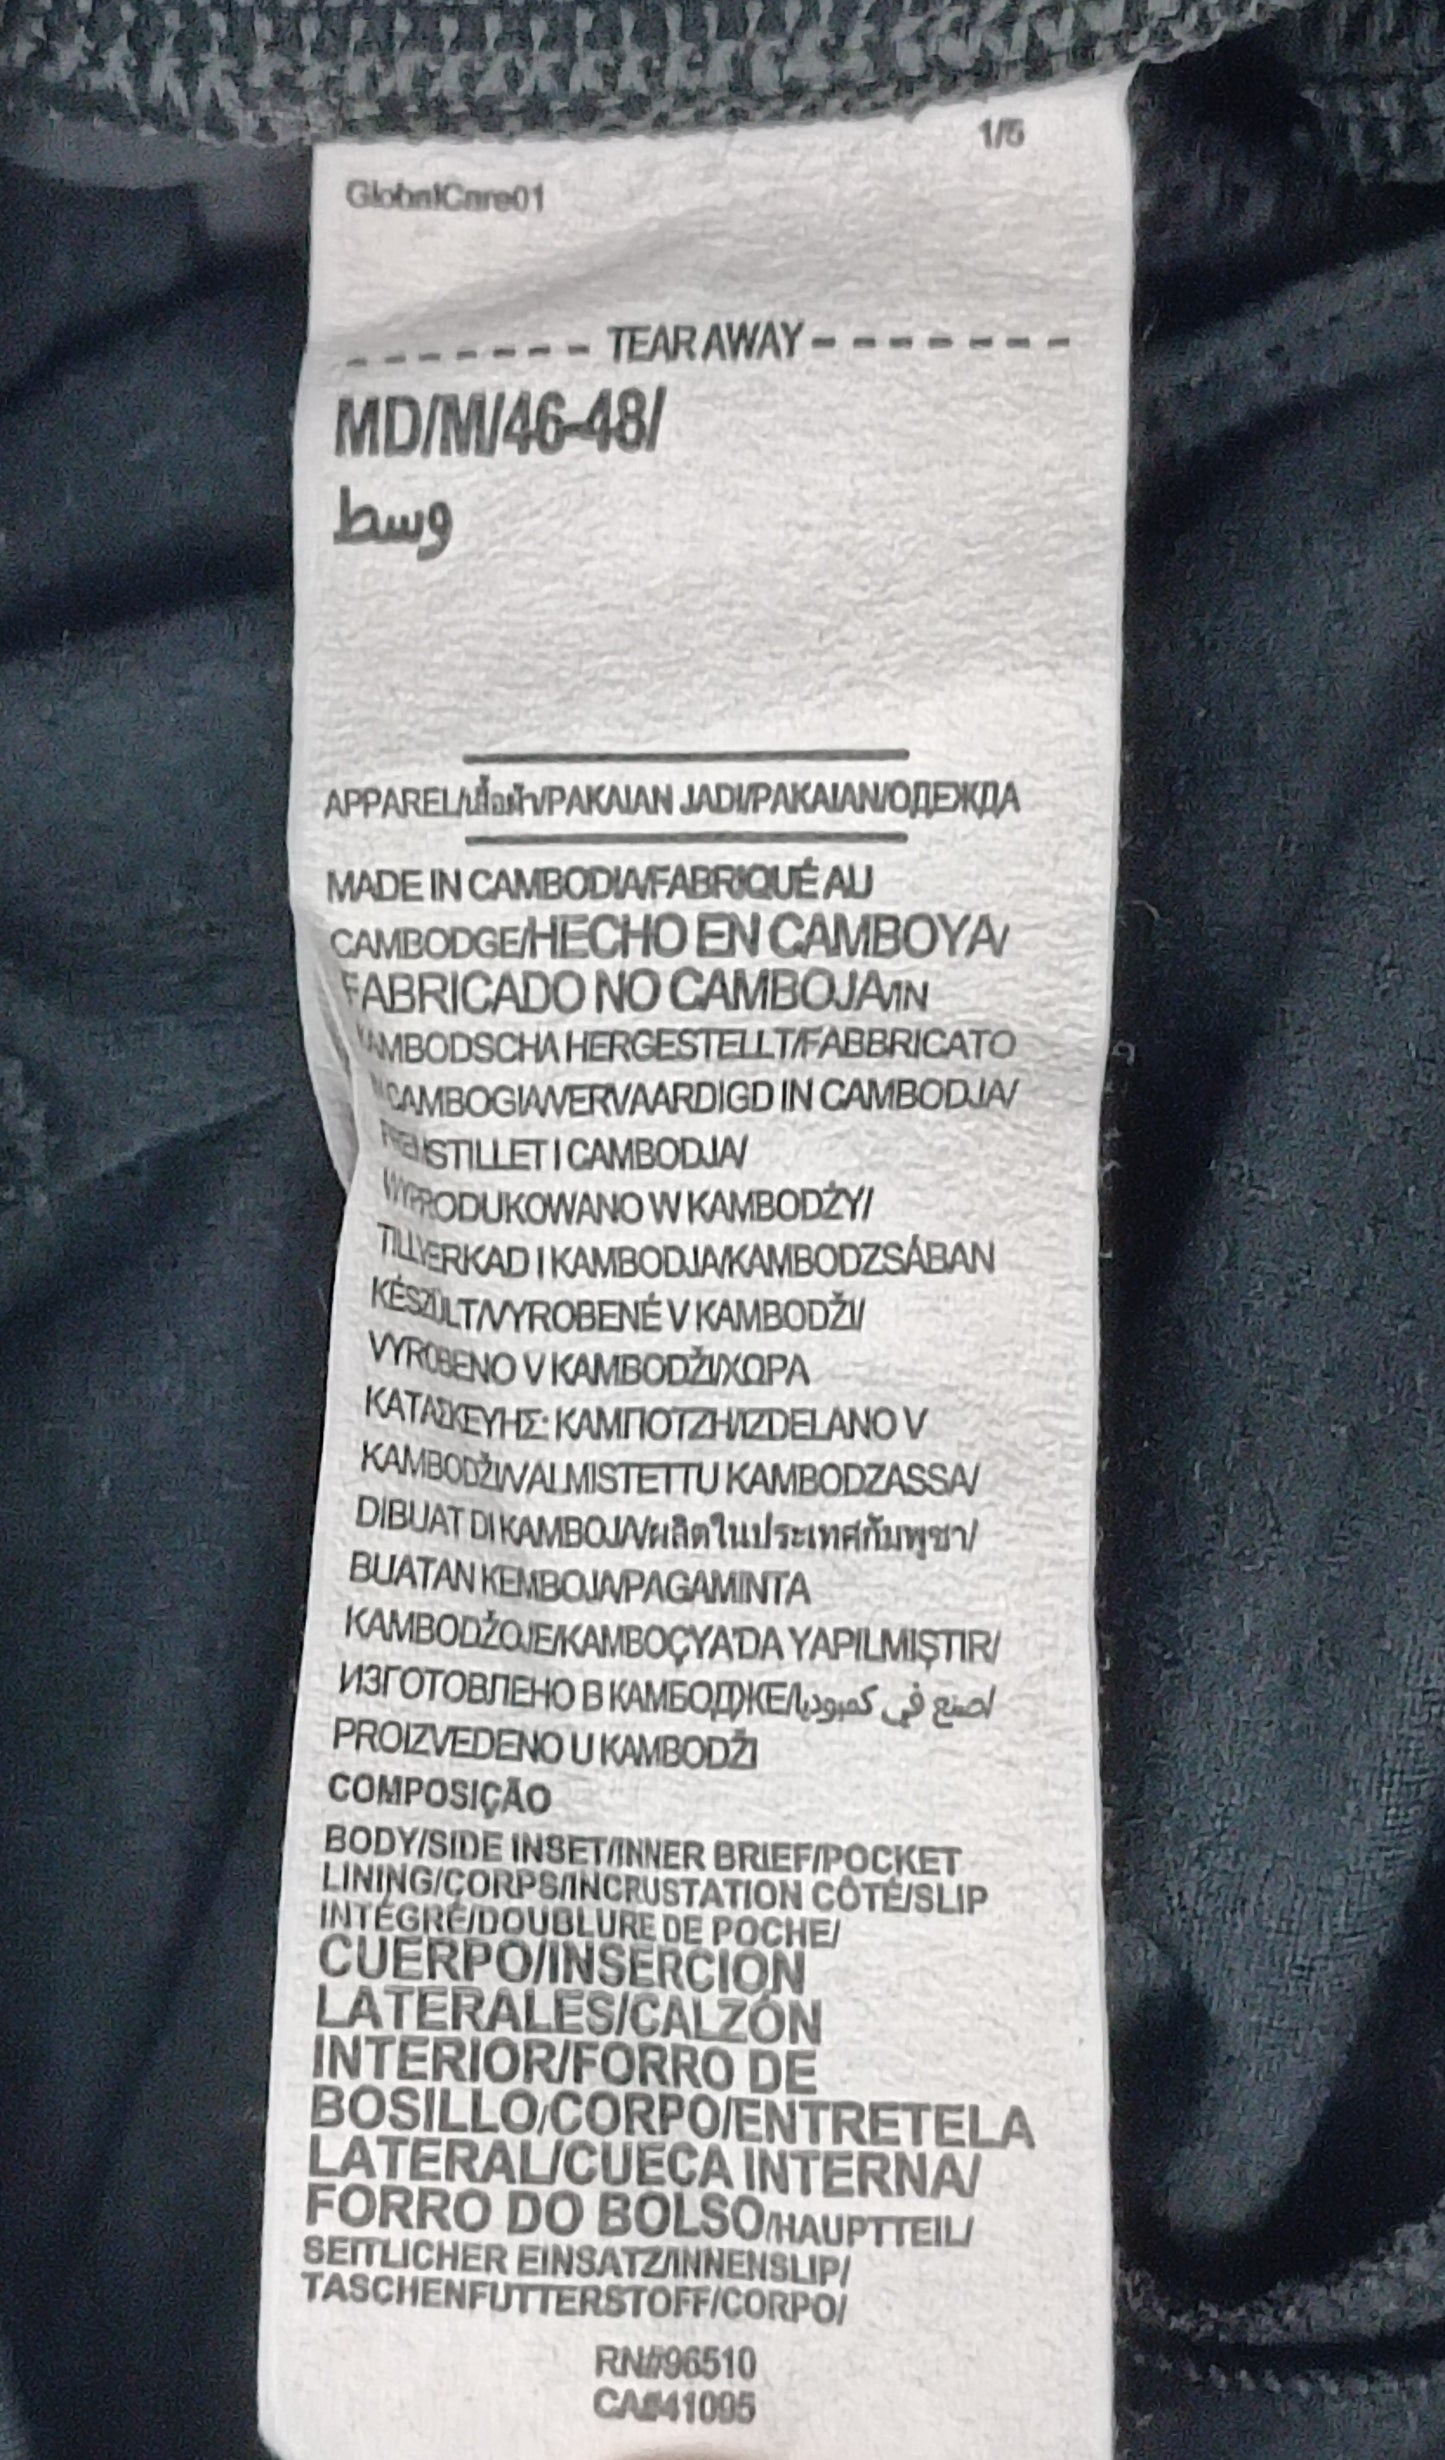 1/5
GlobalCare01
------- TEAR AWAY -------
MD/M/46-48/
وسط
APPAREL/เสื้อผ้า/PAKAIAN JADI/PAKAIAN/ОДЕЖДА
MADE IN CAMBODIA/FABRIQUÉ AU
CAMBODGE/HECHO EN CAMBOYA/
FABRICADO NO CAMBOJA/IN
KAMBODSCHA HERGESTELLT/FABBRICATO
IN CAMBOGIA/VERVAARDIGD IN CAMBODJA/
FREMSTILLET I CAMBODJA/
WYPRODUKOWANO W KAMBODŻY/
TILLVERKAD I KAMBODJA/KAMBODZSÁBAN
KÉSZÜLT/VYROBENÉ V KAMBODŽI/
VYROBENO V KAMBODŽI/ΧΩΡΑ
ΚΑΤΑΣΚΕΥΗΣ: ΚΑΜΠΟΤΖΗ/IZDELANO V
KAMBODŽI/VALMISTETTU KAMBODZASSA/
DIBUAT DI KAMBOJA/ผลิตในประเทศกัมพูชา/
BUATAN KEMBOJA/PAGAMINTA
KAMBODŽOJE/KAMBOÇYA'DA YAPILMIŞTIR/
ИЗГОТОВЛЕНО В КАМБОДЖЕ/صنع في كمبوديا/
PROIZVEDENO U KAMBODŽI
COMPOSIÇÃO
BODY/SIDE INSET/INNER BRIEF/POCKET
LINING/CORPS/INCRUSTATION CÔTÉ/SLIP
INTÉGRÉ/DOUBLURE DE POCHE/
CUERPO/INSERCIÓN
LATERALES/CALZÓN
INTERIOR/FORRO DE
BOSILLO/CORPO/ENTRETELA
LATERAL/CUECA INTERNA/
FORRO DO BOLSO/HAUPTTEIL/
SEITLICHER EINSATZ/INNENSLIP/
TASCHENFUTTERSTOFF/CORPO/
RN#96510
CA#41095